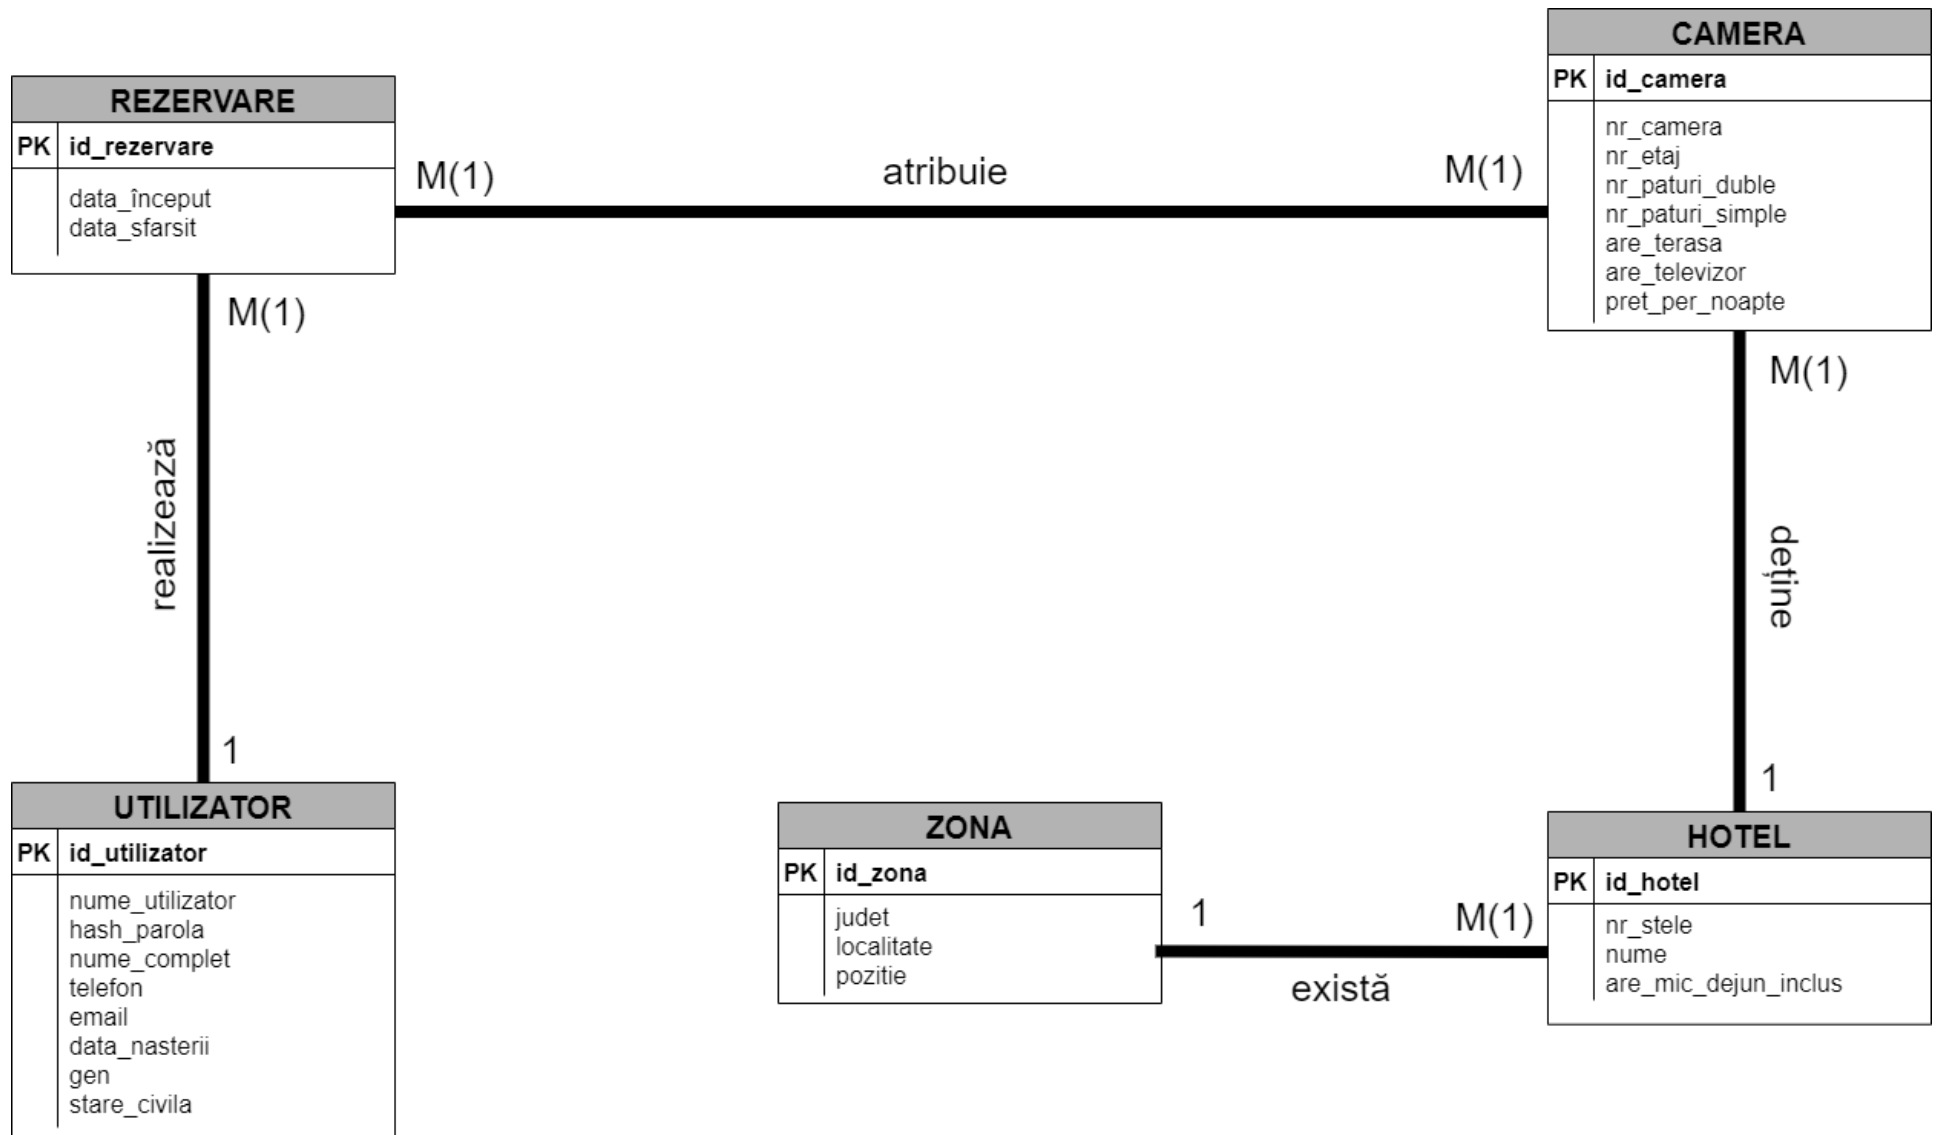 REZERVARE
PK id_rezervare
data_început
data_sfarsit
M(1)
atribuie
M(1)
CAMERA
PK id_camera
nr_camera
nr_etaj
nr_paturi_duble
nr_paturi_simple
are_terasa
are_televizor
pret_per_noapte
M(1)
realizează
1
M(1)
deține
1
UTILIZATOR
PK id_utilizator
nume_utilizator
hash_parola
nume_complet
telefon
email
data_nasterii
gen
stare_civila
ZONA
PK id_zona
judet
localitate
pozitie
1
M(1)
există
HOTEL
PK id_hotel
nr_stele
nume
are_mic_dejun_inclus